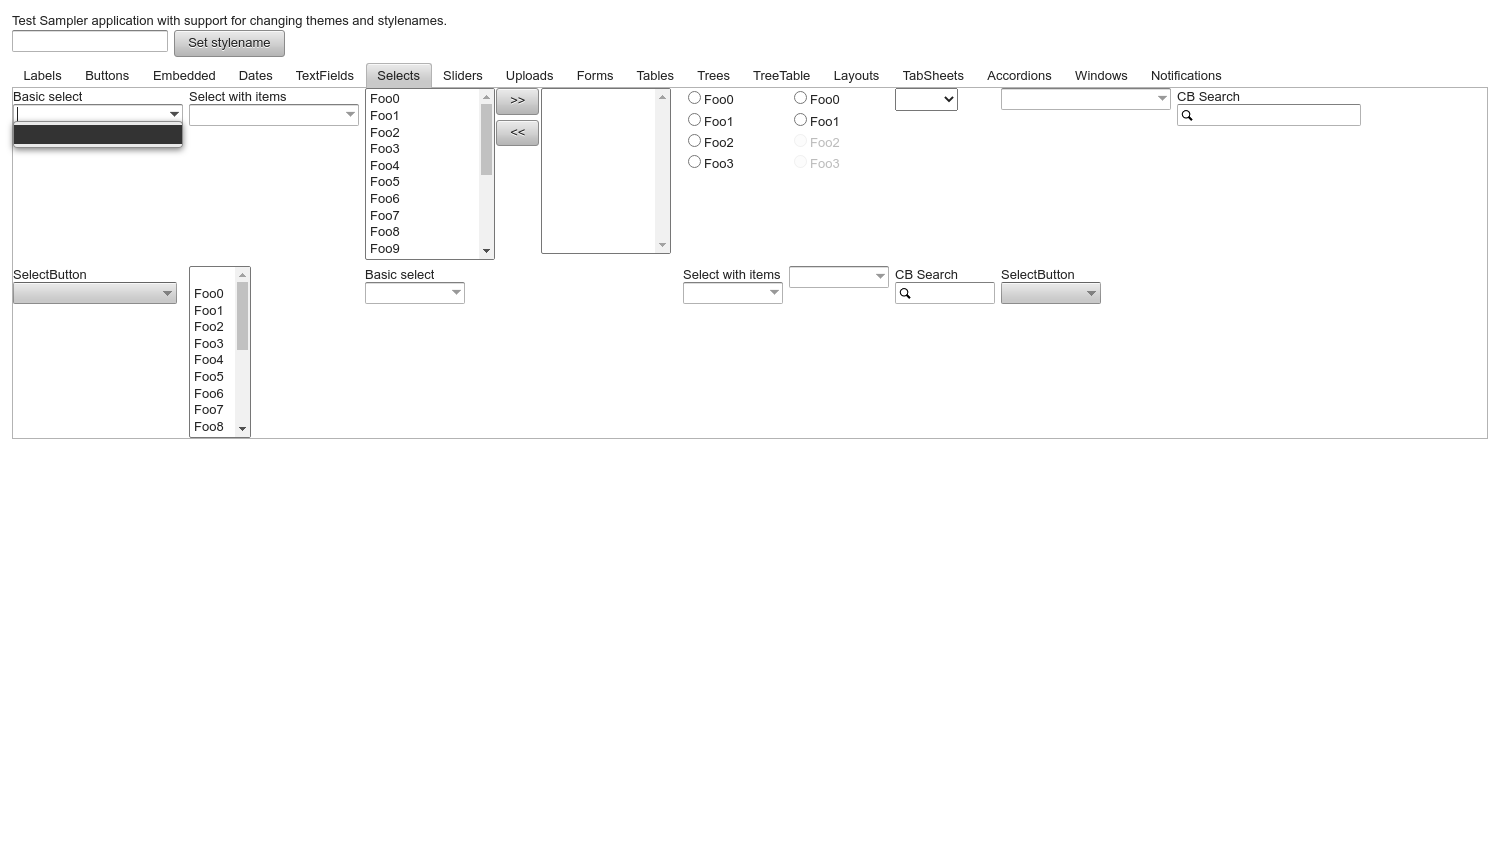 Test Sampler application with support for changing themes and stylenames.
Set stylename
Labels Buttons Embedded Dates TextFields Selects Sliders Uploads Forms Tables Trees TreeTable Layouts TabSheets Accordions Windows Notifications
Basic select Select with items CB Search
Foo0 >> Foo0 Foo0
Foo1 Foo1 Foo1
Foo2 << Foo2 Foo2
Foo3 Foo3 Foo3
Foo4
Foo5
Foo6
Foo7
Foo8
Foo9
SelectButton Basic select Select with items CB Search SelectButton
Foo0
Foo1
Foo2
Foo3
Foo4
Foo5
Foo6
Foo7
Foo8